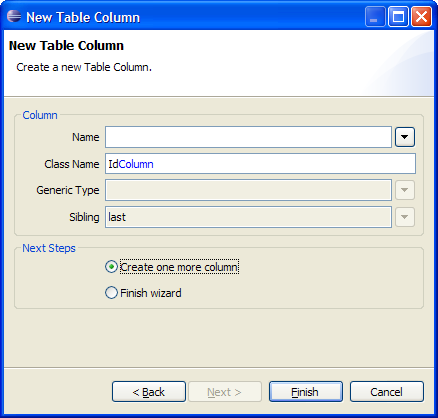 New Table Column
New Table Column
Create a new Table Column.
Column
Name
Class Name IdColumn
Generic Type
Sibling last
Next Steps
Create one more column
Finish wizard
< Back Next > Finish Cancel